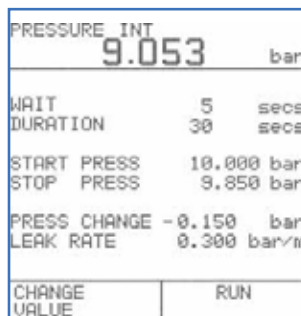 PRESSURE INT
9.053 bar
WAIT 5 secs
DURATION 30 secs
START PRESS 10.000 bar
STOP PRESS 9.850 bar
PRESS CHANGE -0.150 bar
LEAK RATE 0.300 bar/m
CHANGE VALUE
RUN